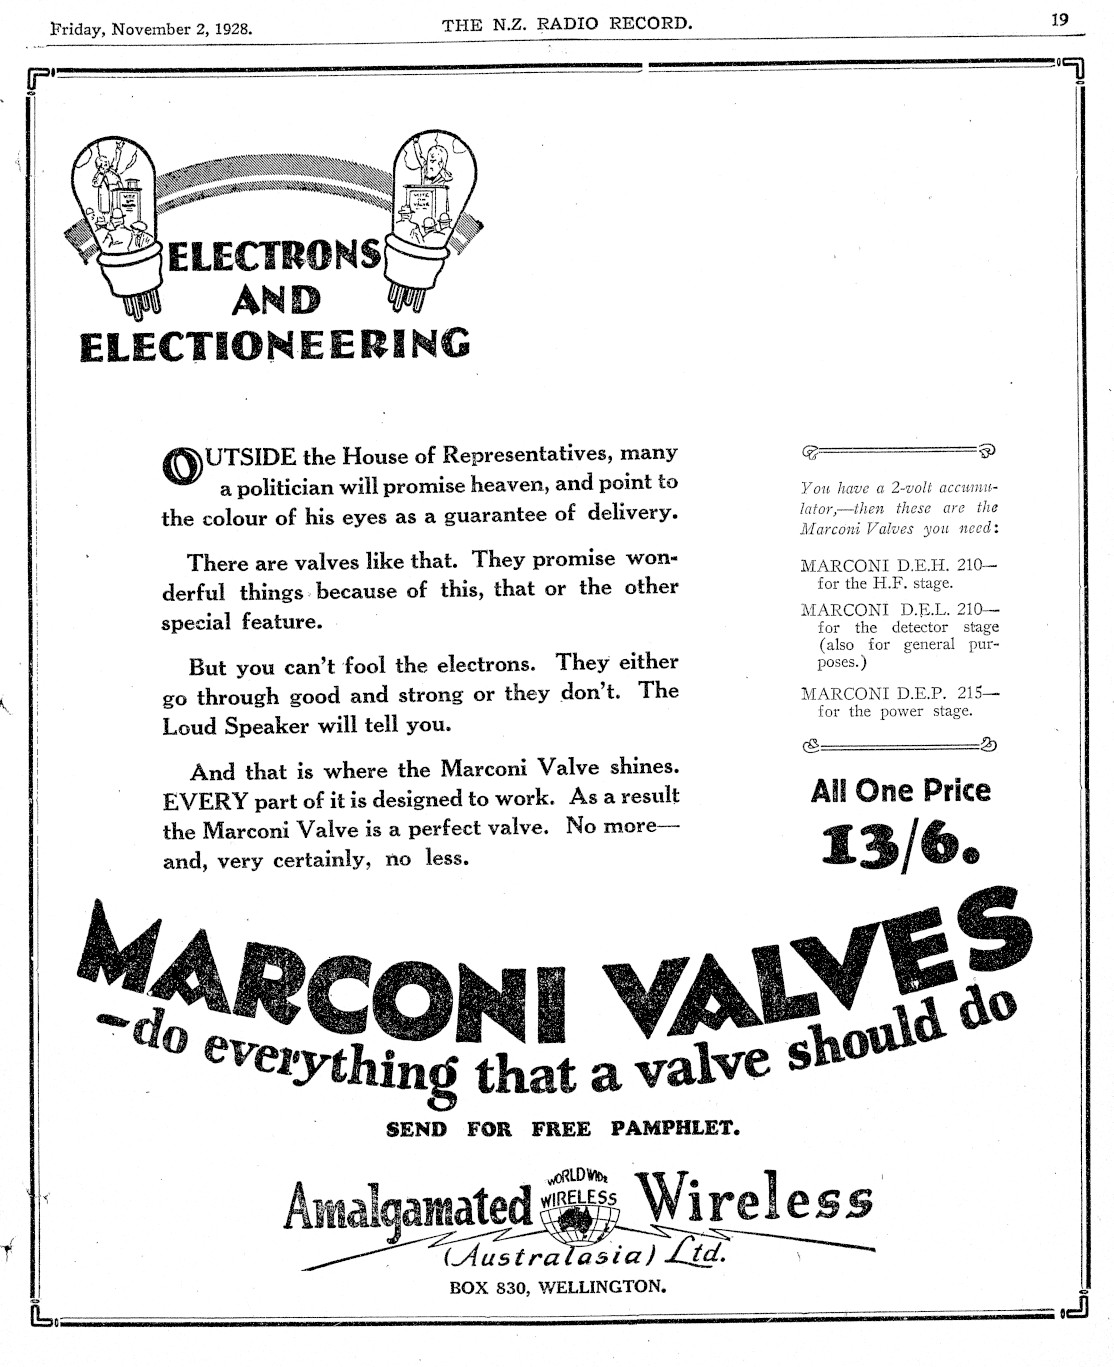 Friday, November 2, 1928.
THE N.Z. RADIO RECORD.
19
ELECTRONS
AND
ELECTIONEERING
OUTSIDE the House of Representatives, many
a politician will promise heaven, and point to
the colour of his eyes as a guarantee of delivery.
There are valves like that. They promise won-
derful things because of this, that or the other
special feature.
But you can't fool the electrons. They either
go through good and strong or they don't. The
Loud Speaker will tell you.
And that is where the Marconi Valve shines.
EVERY part of it is designed to work. As a result
the Marconi Valve is a perfect valve. No more—
and, very certainly, no less.
You have a 2-volt accumu-
lator,—then these are the
Marconi Valves you need:
MARCONI D.E.H. 210—
for the H.F. stage.
MARCONI D.E.L. 210—
for the detector stage
(also for general pur-
poses.)
MARCONI D.E.P. 215—
for the power stage.
All One Price
13/6.
MARCONI VALVES
-do everything that a valve should do
SEND FOR FREE PAMPHLET.
Amalgamated Wireless
WORLD WIDE
WIRELESS
(Australasia) Ltd.
BOX 830, WELLINGTON.